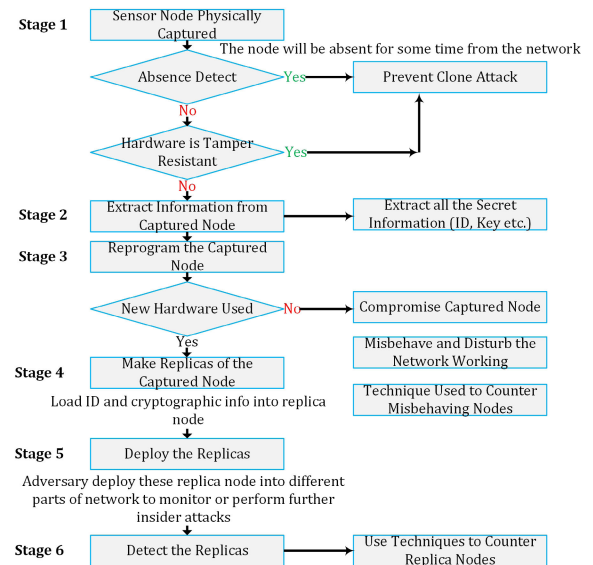 Stage 1
Sensor Node Physically
Captured
The node will be absent for some time from the network
Absence Detect
Yes
Prevent Clone Attack
No
Hardware is Tamper
Resistant
Yes
No
Stage 2
Extract Information from
Captured Node
Extract all the Secret
Information (ID, Key etc.)
Stage 3
Reprogram the Captured
Node
New Hardware Used
No
Compromise Captured Node
Yes
Misbehave and Disturb the
Network Working
Stage 4
Make Replicas of the
Captured Node
Technique Used to Counter
Misbehaving Nodes
Load ID and cryptographic info into replica
node
Stage 5
Deploy the Replicas
Adversary deploy these replica node into different
parts of network to monitor or perform further
insider attacks
Stage 6
Detect the Replicas
Use Techniques to Counter
Replica Nodes